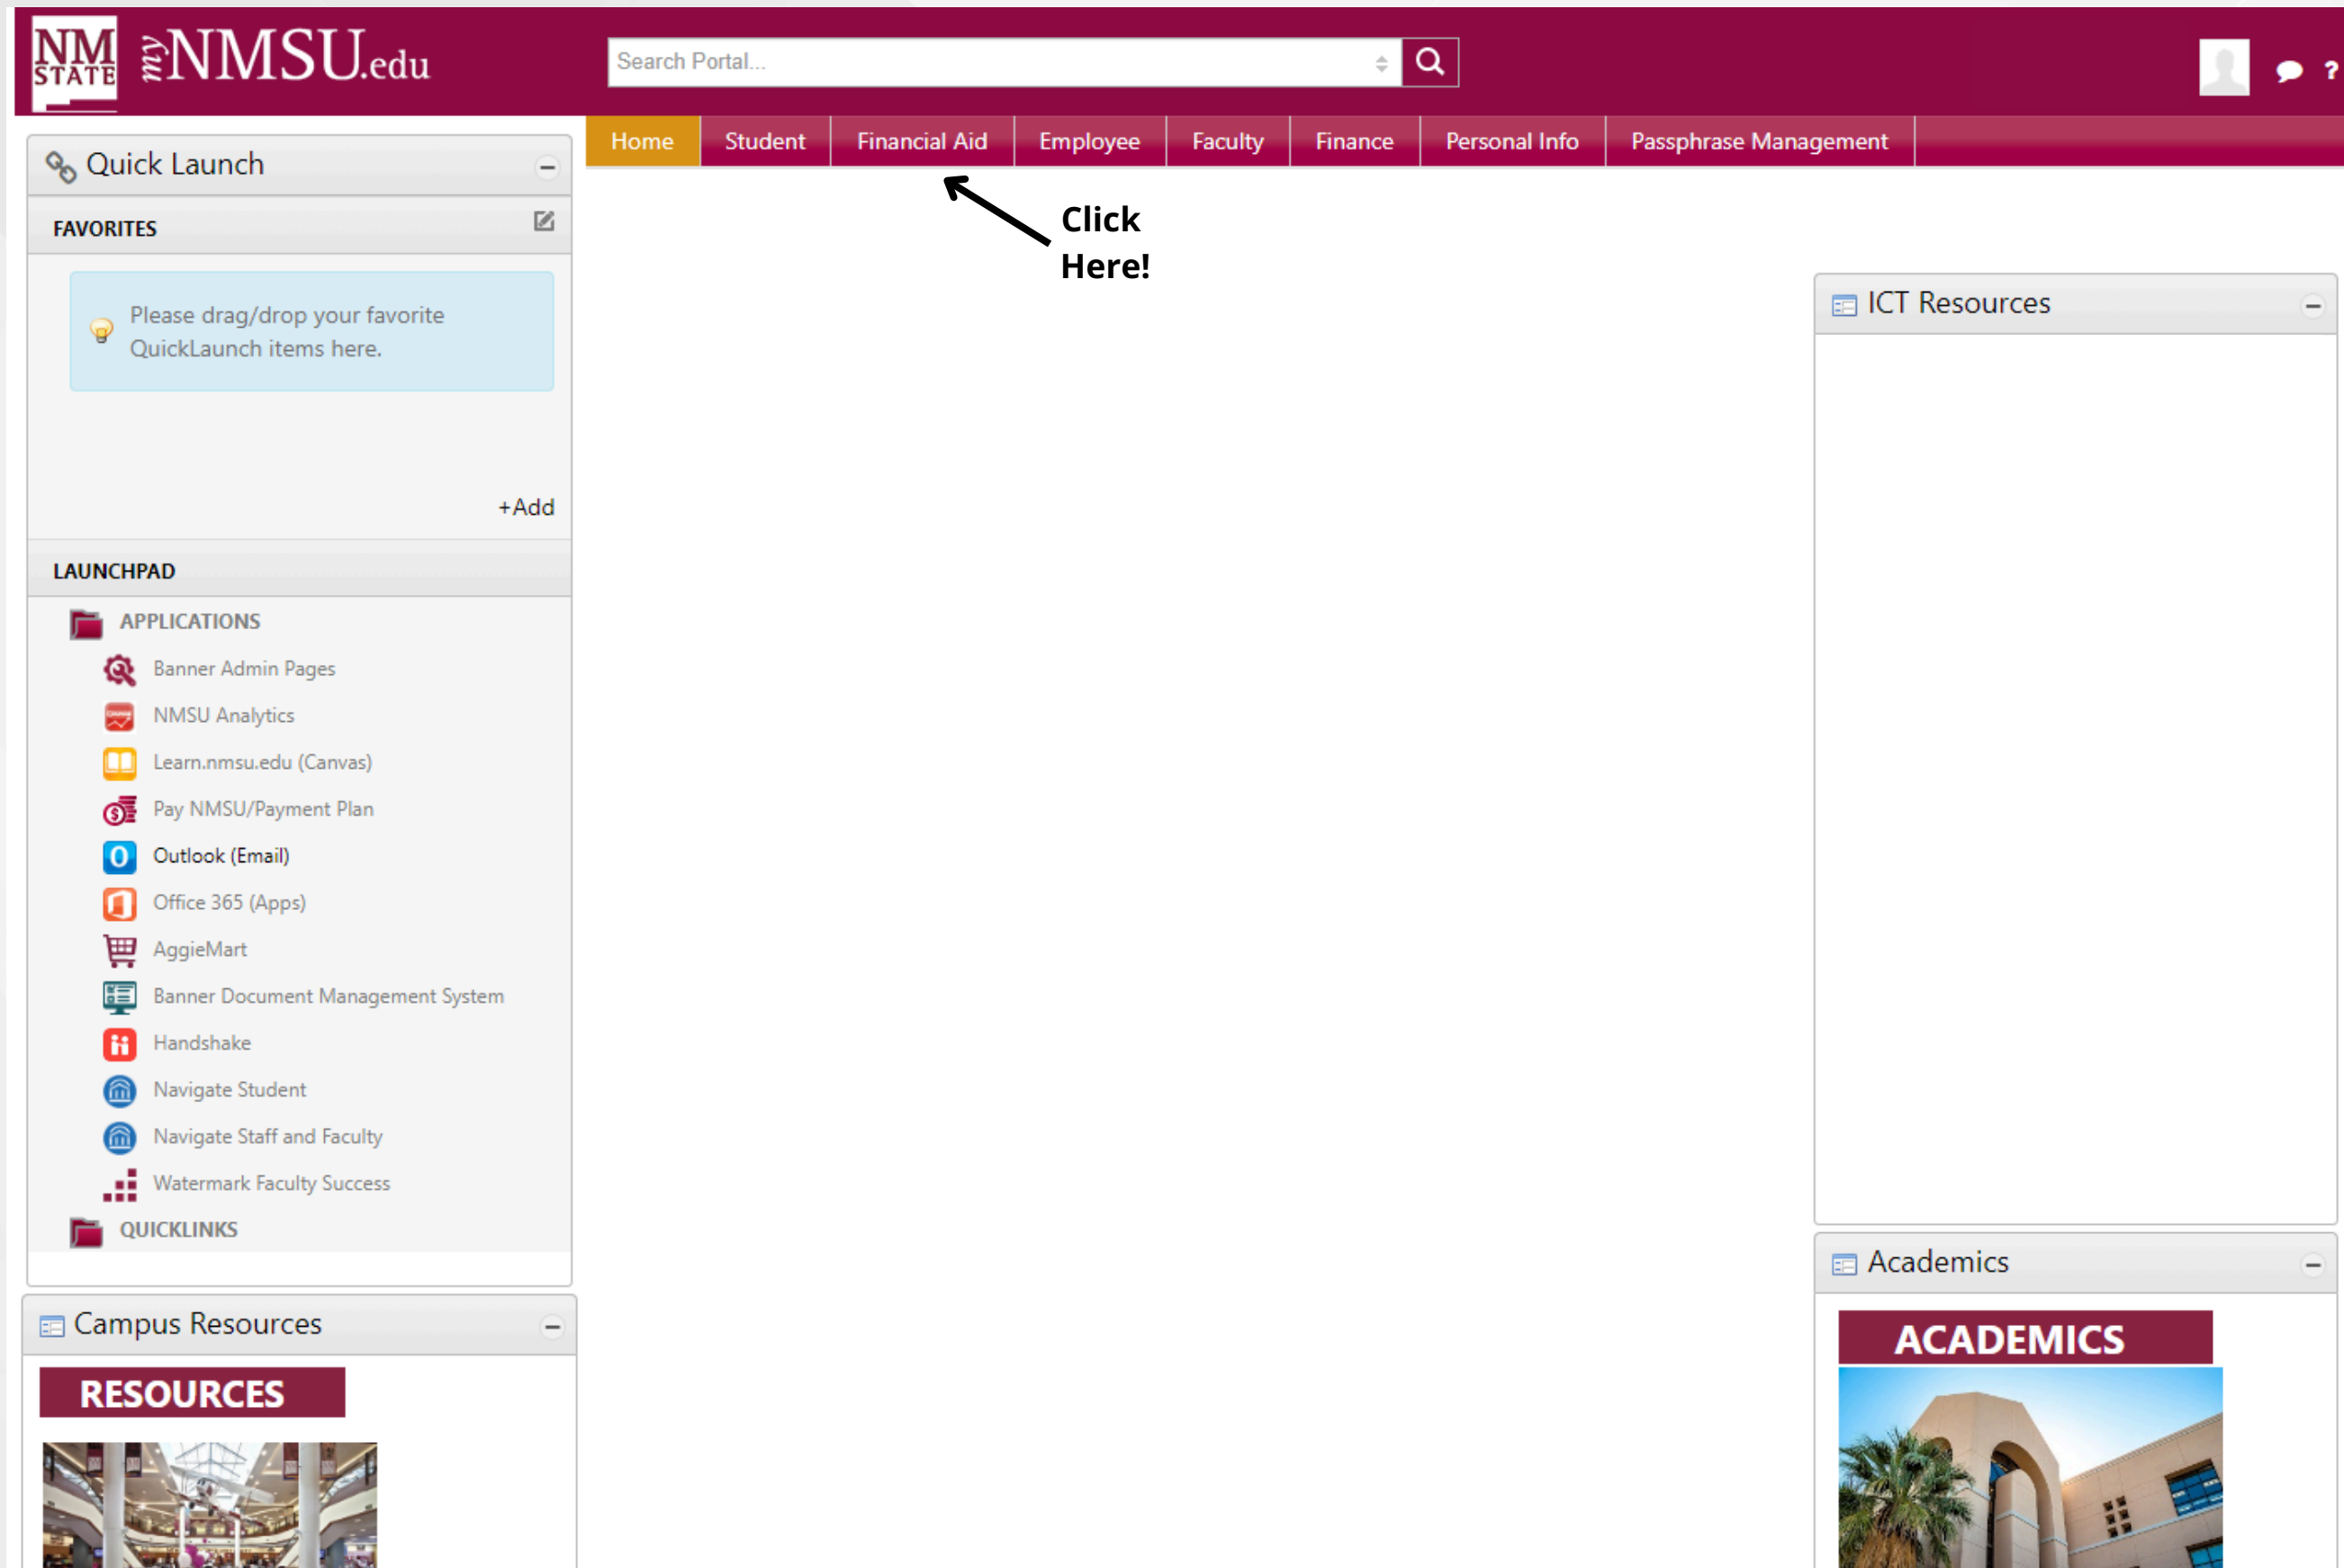 NM
STATE
myNMSU.edu
Search Portal...
?
Home
Student
Financial Aid
Employee
Faculty
Finance
Personal Info
Passphrase Management
Click
Here!
Quick Launch
FAVORITES
Please drag/drop your favorite
QuickLaunch items here.
+Add
LAUNCHPAD
APPLICATIONS
Banner Admin Pages
NMSU Analytics
Learn.nmsu.edu (Canvas)
Pay NMSU/Payment Plan
Outlook (Email)
Office 365 (Apps)
AggieMart
Banner Document Management System
Handshake
Navigate Student
Navigate Staff and Faculty
Watermark Faculty Success
QUICKLINKS
Campus Resources
RESOURCES
ICT Resources
Academics
ACADEMICS